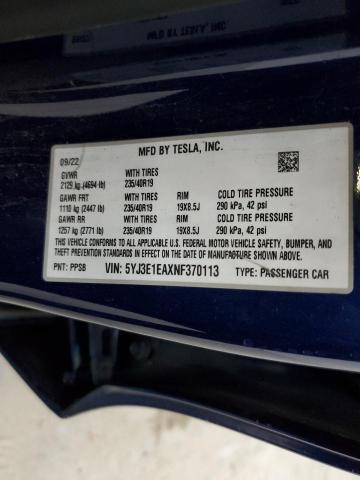 MFD BY TESLA, INC.
09/22
GVWR WITH TIRES
2129 kg (4694 lb) 235/40R19
GAWR FRT WITH TIRES RIM COLD TIRE PRESSURE
1110 kg (2447 lb) 235/40R19 19X8.5J 290 kPa, 42 psi
GAWR RR WITH TIRES RIM COLD TIRE PRESSURE
1257 kg (2771 lb) 235/40R19 19X8.5J 290 kPa, 42 psi
THIS VEHICLE CONFORMS TO ALL APPLICABLE U.S. FEDERAL MOTOR VEHICLE SAFETY, BUMPER, AND
THEFT PREVENTION STANDARDS IN EFFECT ON THE DATE OF MANUFACTURE SHOWN ABOVE.
PNT: PPSB VIN: 5YJ3E1EAXNF370113 TYPE: PASSENGER CAR